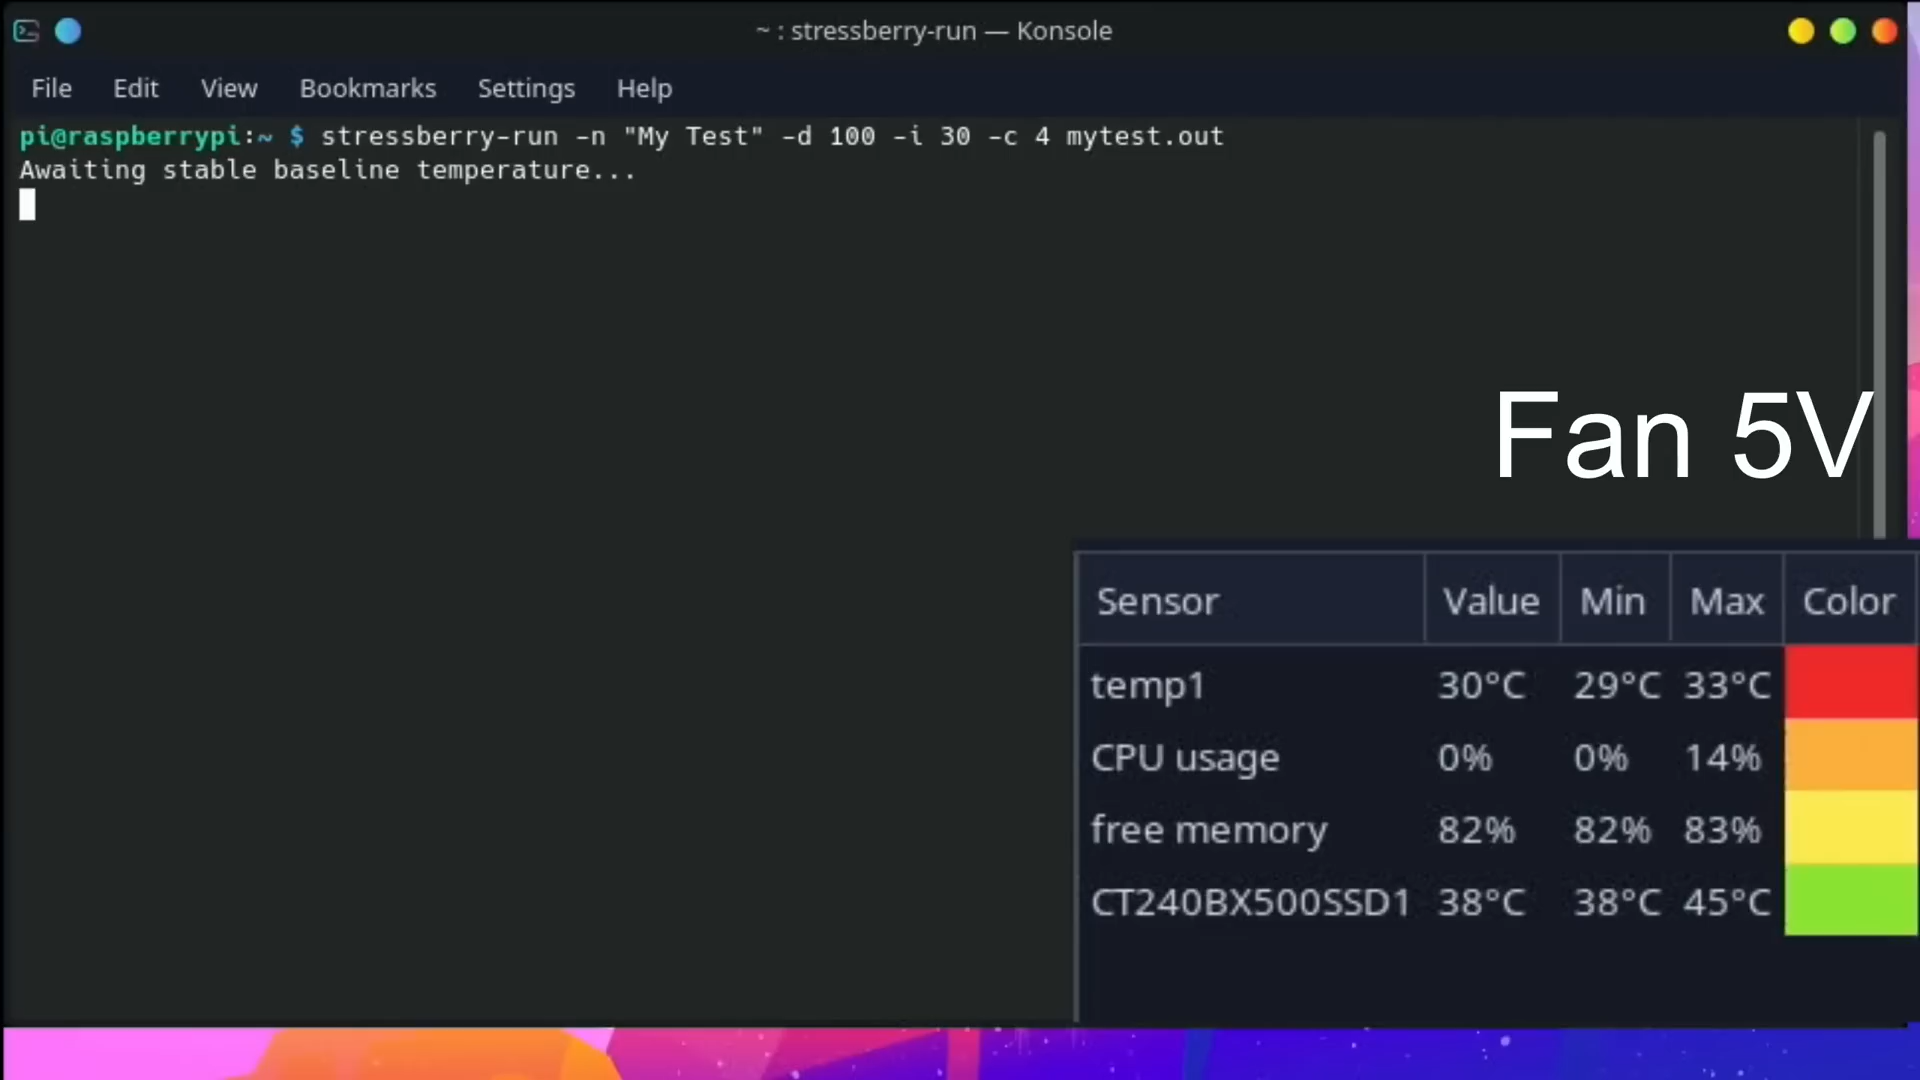 ~ : stressberry-run — Konsole
File Edit View Bookmarks Settings Help
pi@raspberrypi:~ $ stressberry-run -n "My Test" -d 100 -i 30 -c 4 mytest.out
Awaiting stable baseline temperature...
Fan 5V
Sensor Value Min Max Color
temp1 30°C 29°C 33°C
CPU usage 0% 0% 14%
free memory 82% 82% 83%
CT240BX500SSD1 38°C 38°C 45°C